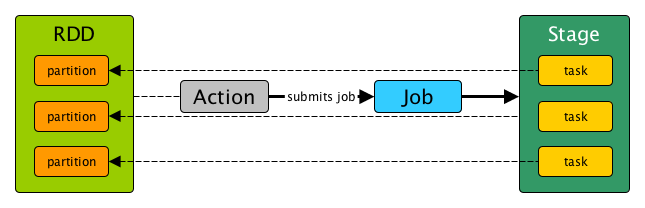 RDD
partition
partition
partition
Action
submits job
Job
Stage
task
task
task